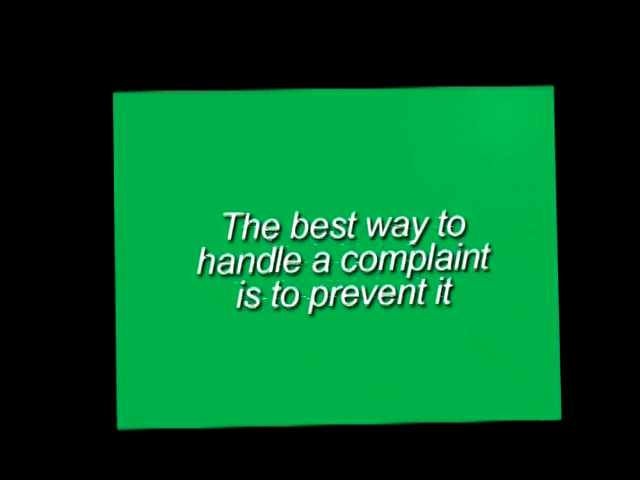 The best way to
handle a complaint
is to prevent it